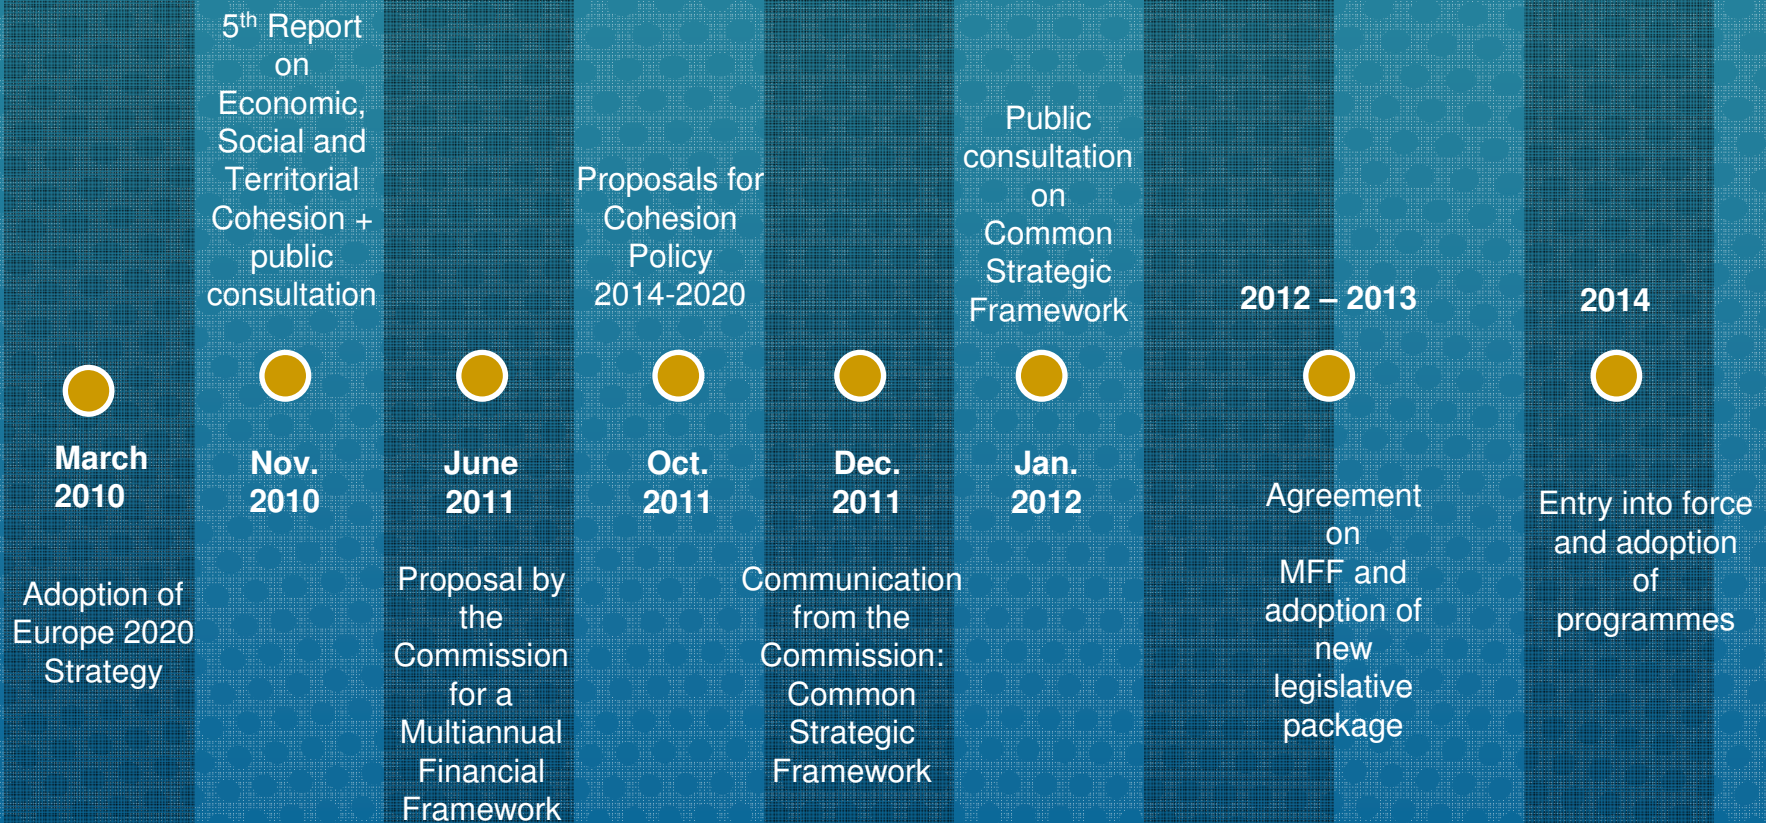 March
2010
Adoption of
Europe 2020
Strategy
5th Report
on
Economic,
Social and
Territorial
Cohesion +
public
consultation
Nov.
2010
June
2011
Proposal by
the
Commission
for a
Multiannual
Financial
Framework
Proposals for
Cohesion
Policy
2014-2020
Oct.
2011
Dec.
2011
Communication
from the
Commission:
Common
Strategic
Framework
Public
consultation
on
Common
Strategic
Framework
Jan.
2012
2012 – 2013
Agreement
on
MFF and
adoption of
new
legislative
package
2014
Entry into force
and adoption
of
programmes